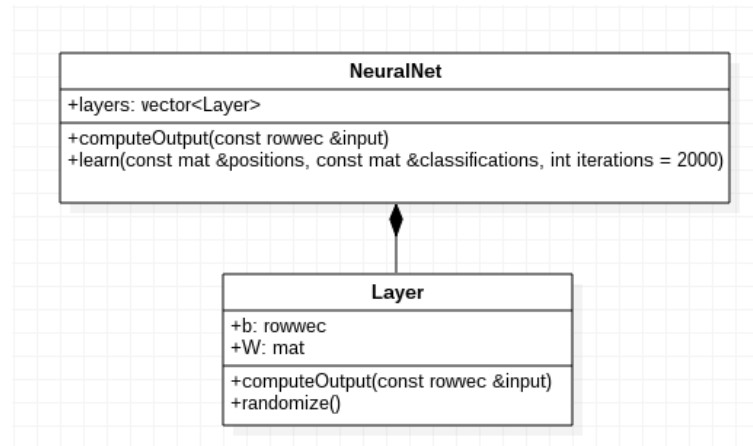 NeuralNet
+layers: vector<Layer>
+computeOutput(const rowvec &input)
+learn(const mat &positions, const mat &classifications, int iterations = 2000)
Layer
+b: rowwec
+W: mat
+computeOutput(const rowvec &input)
+randomize()